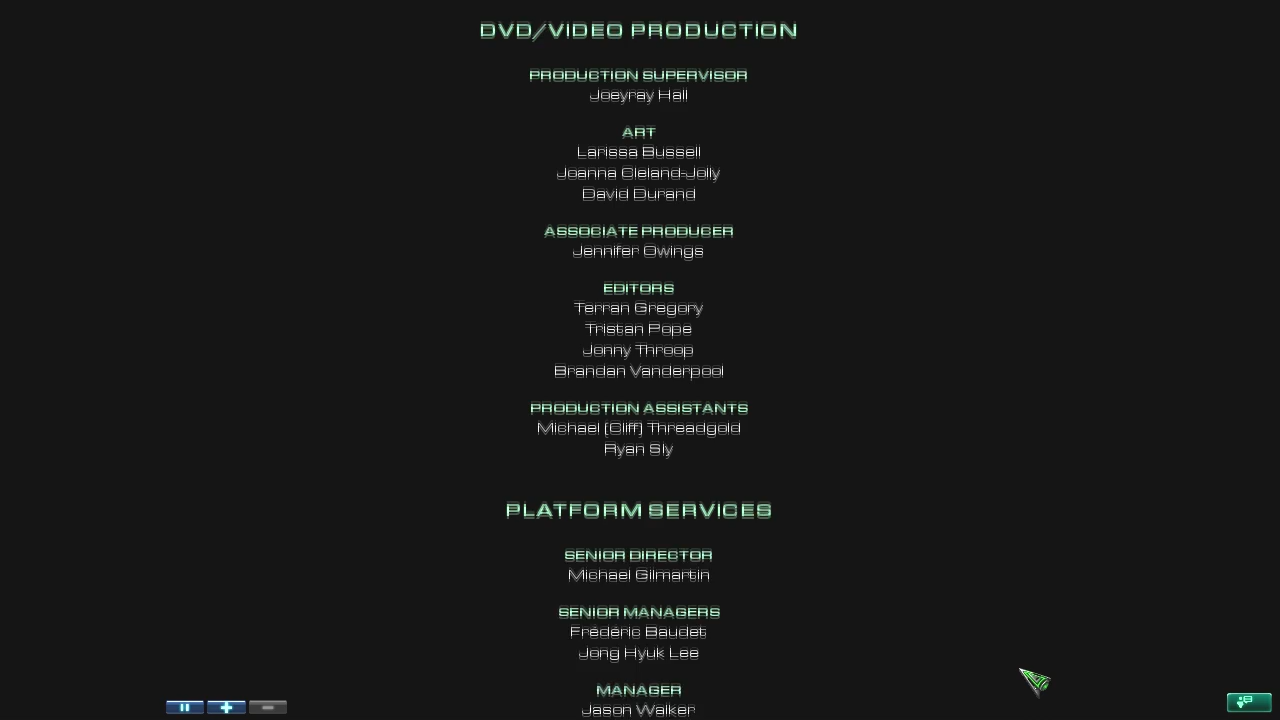 DVD/VIDEO PRODUCTION
PRODUCTION SUPERVISOR
Joeyray Hall
ART
Larissa Bussell
Joanna Cleland-Jolly
David Durand
ASSOCIATE PRODUCER
Jennifer Owings
EDITORS
Terran Gregory
Tristan Pope
Jonny Throop
Brandan Vanderpool
PRODUCTION ASSISTANTS
Michael [Cliff] Threadgold
Ryan Sly
PLATFORM SERVICES
SENIOR DIRECTOR
Michael Gilmartin
SENIOR MANAGERS
Frédéric Baudet
Jong Hyuk Lee
MANAGER
Jason Walker